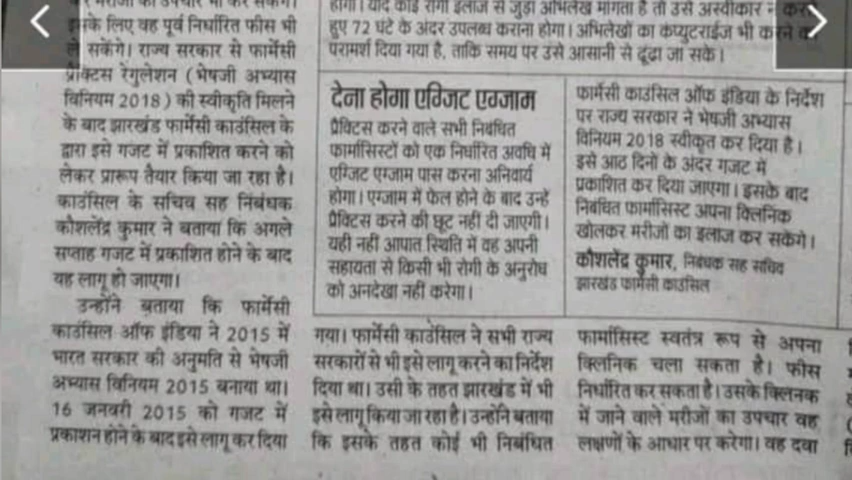 इसके लिए वह पूर्व निर्धारित फीस भी
ले सकेंगे। राज्य सरकार से फार्मेसी
प्रैक्टिस रेगुलेशन (भेषजी अभ्यास
विनियम 2018) की स्वीकृति मिलने
के बाद झारखंड फार्मेसी काउंसिल के
द्वारा इसे गजट में प्रकाशित करने को
लेकर प्रारूप तैयार किया जा रहा है।
काउंसिल के सचिव सह निबंधक
कौशलेंद्र कुमार ने बताया कि अगले
सप्ताह गजट में प्रकाशित होने के बाद
यह लागू हो जाएगा।
उन्होंने बताया कि फार्मेसी
काउंसिल ऑफ इंडिया ने 2015 में
भारत सरकार की अनुमति से भेषजी
अभ्यास विनियम 2015 बनाया था।
16 जनवरी 2015 को गजट में
प्रकाशन होने के बाद इसे लागू कर दिया
होगा। यदि कोई रोगी इलाज से जुड़ा अभिलेख मांगता है तो उसे अस्वीकार न
हुए 72 घंटे के अंदर उपलब्ध कराना होगा। अभिलेखों का कंप्यूटराईज भी करने का
परामर्श दिया गया है, ताकि समय पर उसे आसानी से ढूंढा जा सके।
देना होगा एग्जिट एग्जाम
प्रैक्टिस करने वाले सभी निबंधित
फार्मासिस्टों को एक निर्धारित अवधि में
एग्जिट एग्जाम पास करना अनिवार्य
होगा। एग्जाम में फेल होने के बाद उन्हें
प्रैक्टिस करने की छूट नहीं दी जाएगी।
यही नहीं आपात स्थिति में वह अपनी
सहायता से किसी भी रोगी के अनुरोध
को अनदेखा नहीं करेगा।
फार्मेसी काउंसिल ऑफ इंडिया के निर्देश
पर राज्य सरकार ने भेषजी अभ्यास
विनियम 2018 स्वीकृत कर दिया है।
इसे आठ दिनों के अंदर गजट में
प्रकाशित कर दिया जाएगा। इसके बाद
निबंधित फार्मासिस्ट अपना क्लिनिक
खोलकर मरीजों का इलाज कर सकेंगे।
कौशलेंद्र कुमार, निबंधक सह सचिव
झारखंड फार्मेसी काउंसिल
गया। फार्मेसी काउंसिल ने सभी राज्य
सरकारों से भी इसे लागू करने का निर्देश
दिया था। उसी के तहत झारखंड में भी
इसे लागू किया जा रहा है। उन्होंने बताया
कि इसके तहत कोई भी निबंधित
फार्मासिस्ट स्वतंत्र रूप से अपना
क्लिनिक चला सकता है। फीस
निर्धारित कर सकता है। उसके क्लिनक
में जाने वाले मरीजों का उपचार वह
लक्षणों के आधार पर करेगा। वह दवा